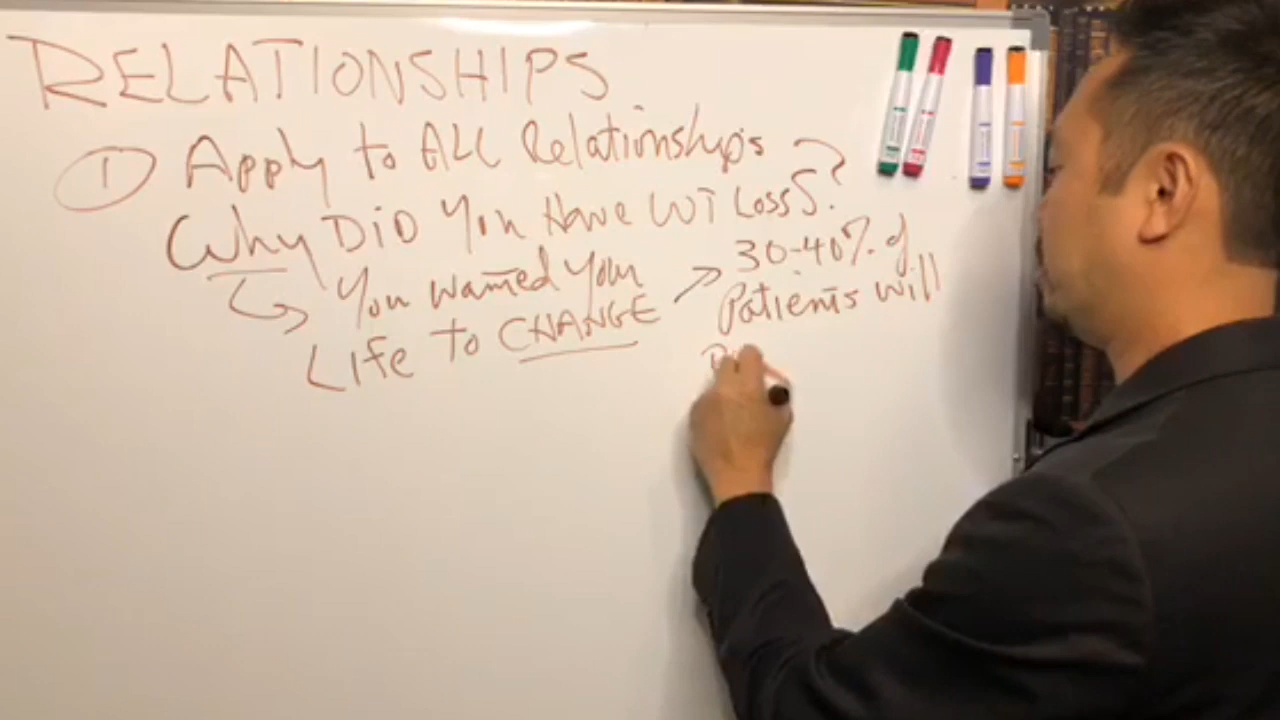 RELATIONSHIPS
① Apply to ALL Relationships
Why DiD You Have WT Loss?
You wanted Your
Life to CHANGE
30-40% of
Patients will